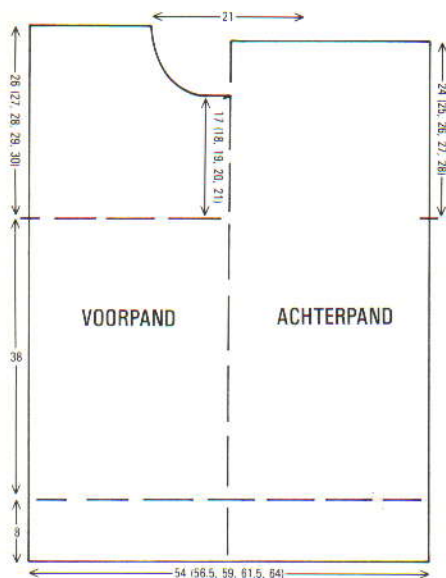 21
26 (27, 28, 29, 30)
24 (25, 26, 27, 28)
17 (18, 19, 20, 21)
VOORPAND
ACHTERPAND
38
8
54 (56,5, 59, 61,5, 64)